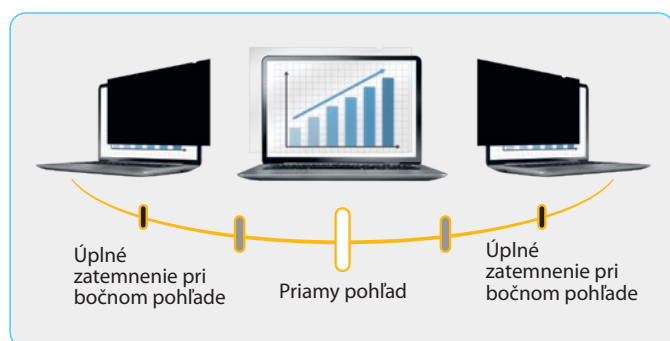 Úplné
zatemnenie pri
bočnom pohľade
Priamy pohľad
Úplné
zatemnenie pri
bočnom pohľade